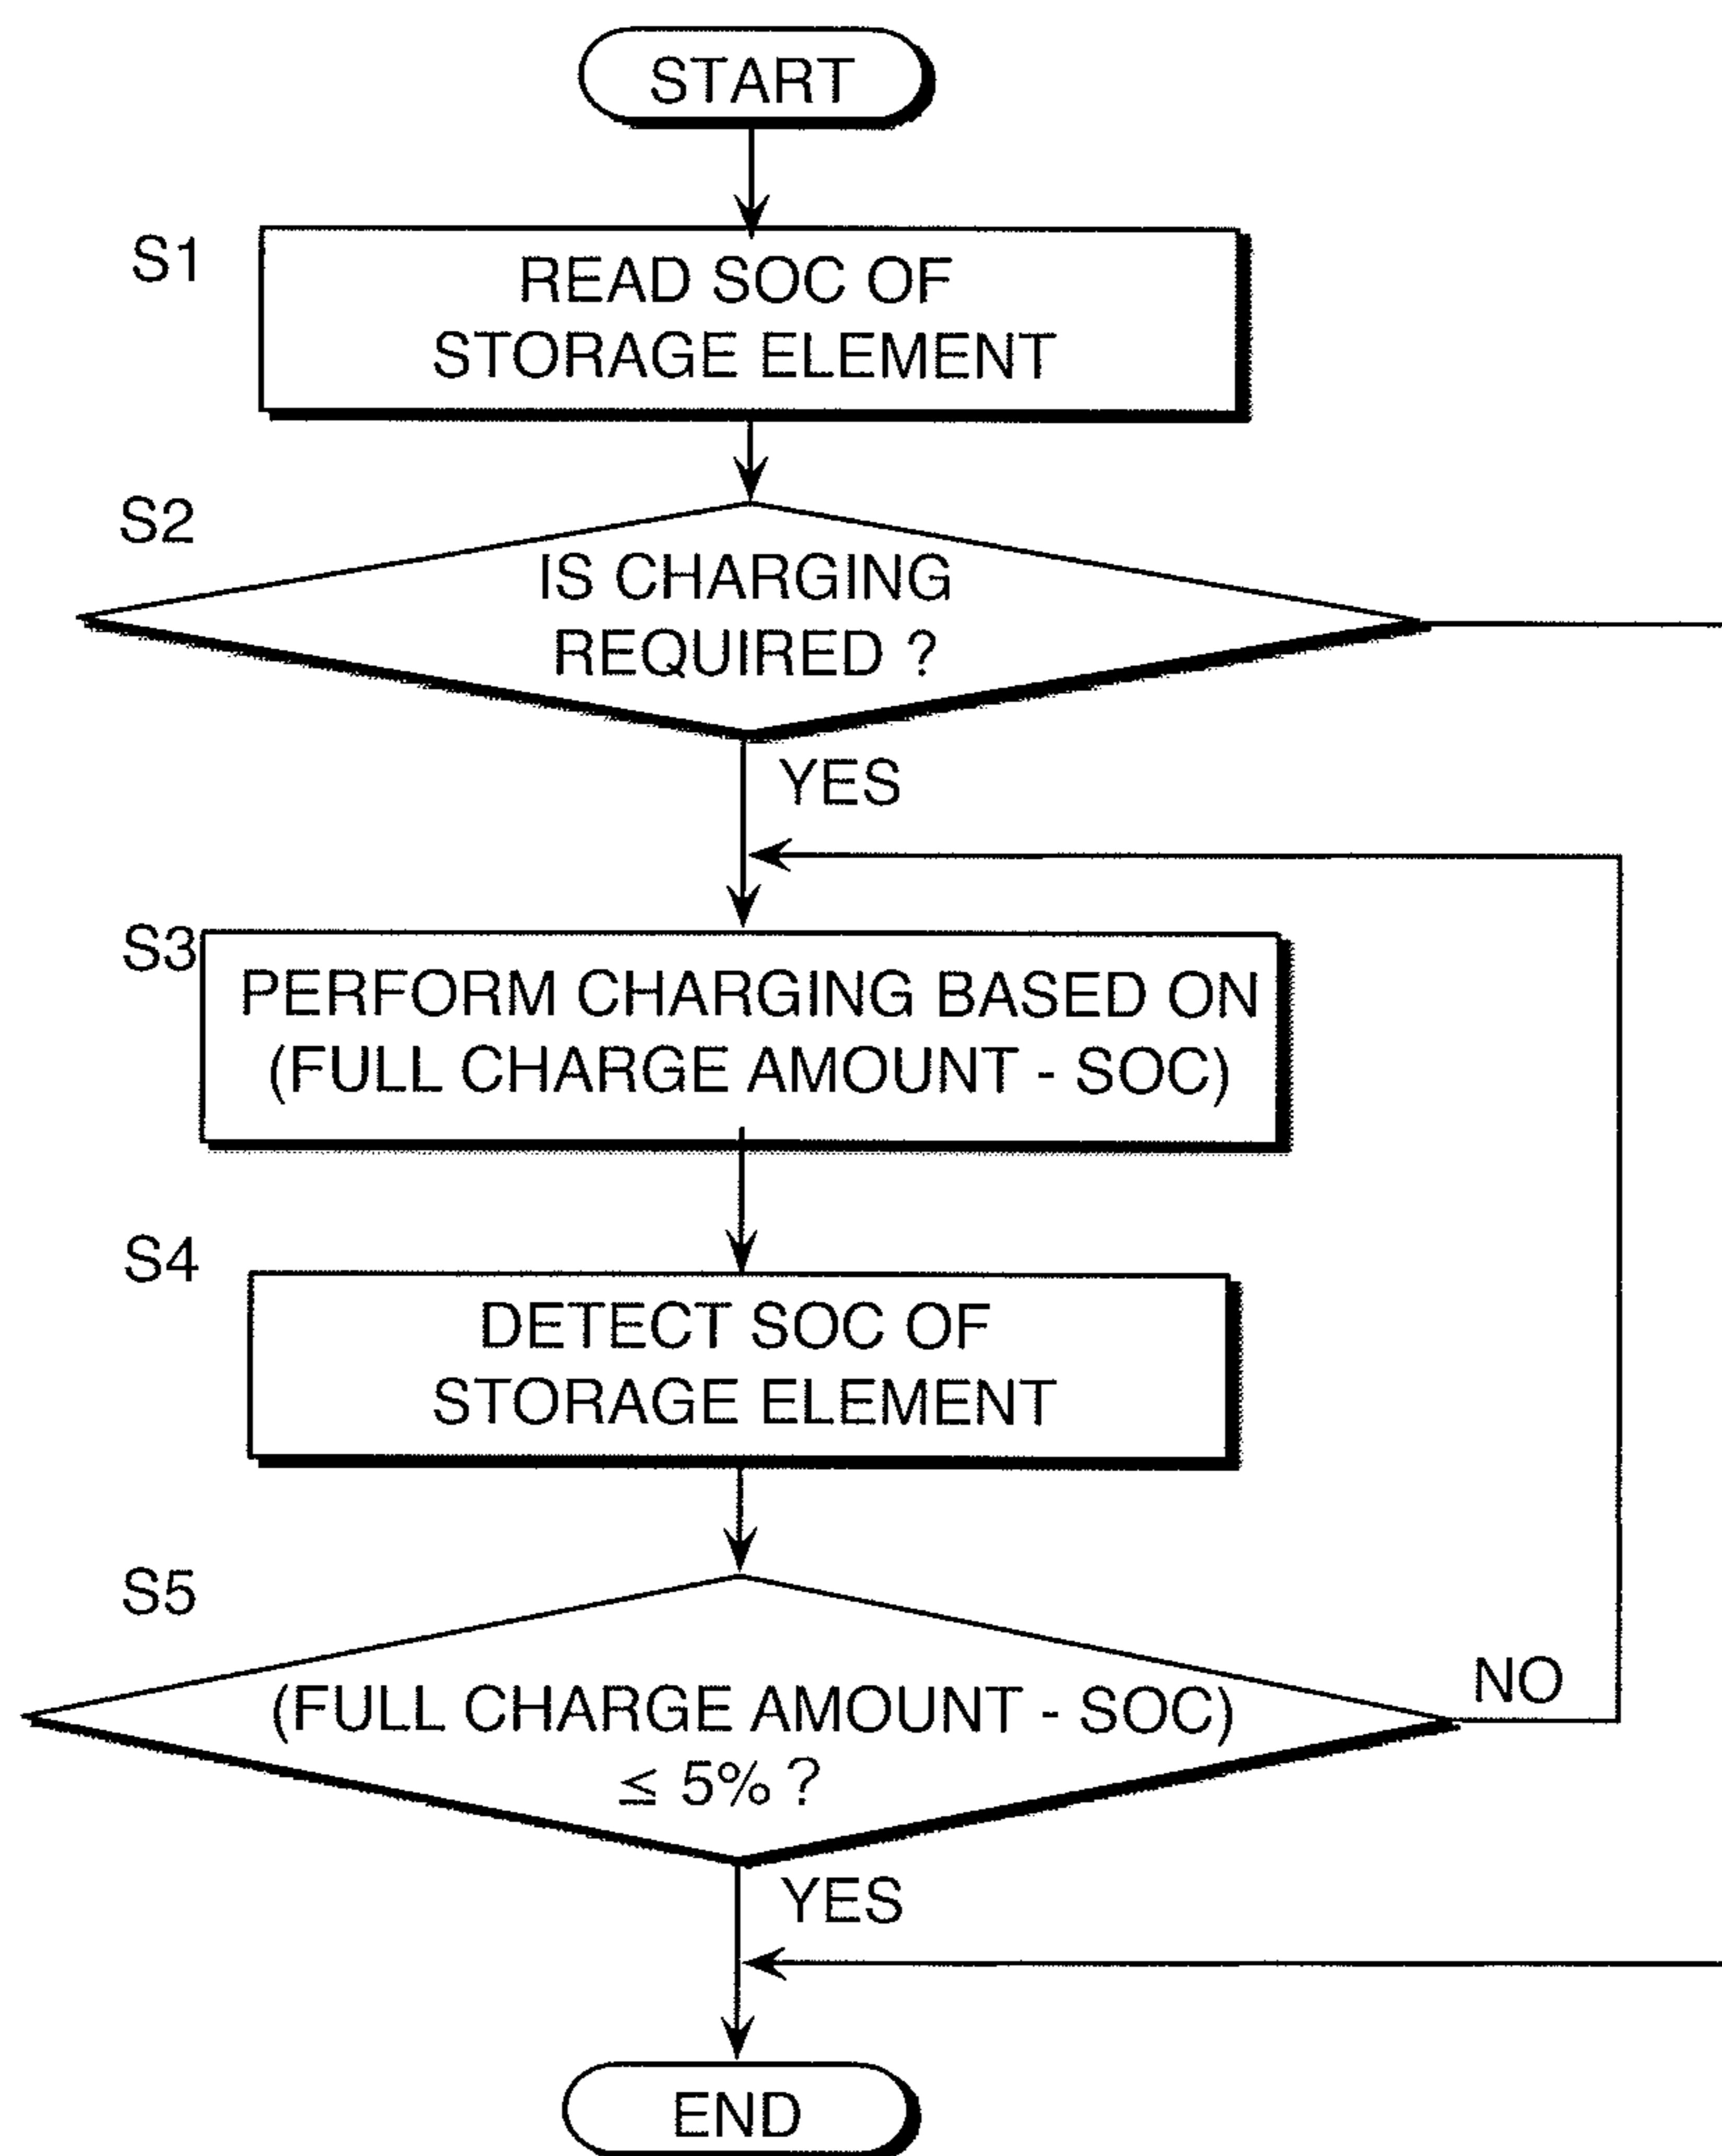 START
S1
READ SOC OF
STORAGE ELEMENT
S2
IS CHARGING
REQUIRED ?
YES
S3
PERFORM CHARGING BASED ON
(FULL CHARGE AMOUNT - SOC)
S4
DETECT SOC OF
STORAGE ELEMENT
S5
(FULL CHARGE AMOUNT - SOC)
≦ 5% ?
NO
YES
END